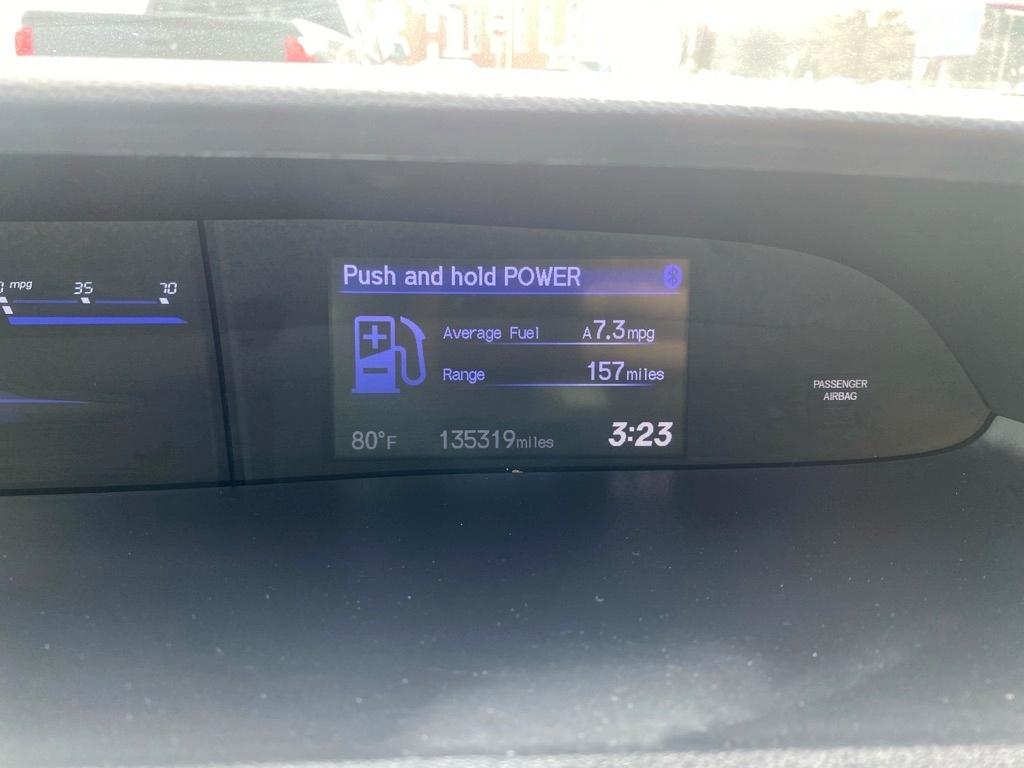 mpg
35
70
Push and hold POWER
Average Fuel A7.3mpg
Range 157miles
80°F 135319miles 3:23
PASSENGER
AIRBAG